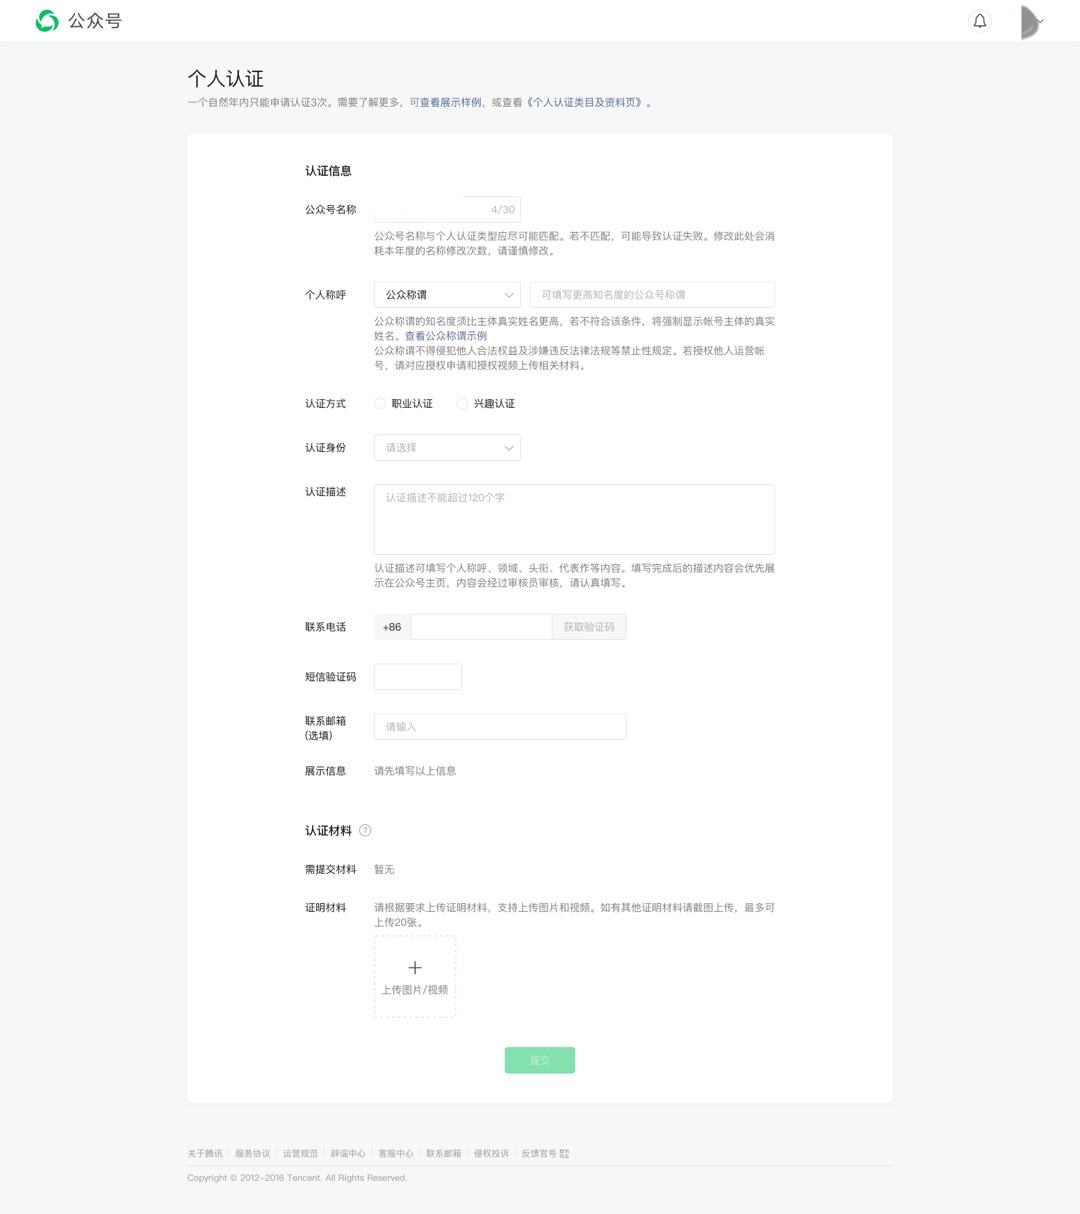 公众号
个人认证
一个自然年内只能申请认证3次。需要了解更多，可查看展示样例，或查看《个人认证类目及资料页》。
认证信息
公众号名称
4/30
公众号名称与个人认证类型应尽可能匹配。若不匹配，可能导致认证失败。修改此处会消
耗本年度的名称修改次数，请谨慎修改。
个人称呼
公众称谓
可填写更高知名度的公众号称谓
公众称谓的知名度须比主体真实姓名更高，若不符合该条件，将强制显示帐号主体的真实
姓名。查看公众称谓示例
公众称谓不得侵犯他人合法权益及涉嫌违反法律法规等禁止性规定。若授权他人运营帐
号，请对应授权申请和授权视频上传相关材料。
认证方式
职业认证
兴趣认证
认证身份
请选择
认证描述
认证描述不能超过120个字
认证描述可填写个人称呼、领域、头衔、代表作等内容。填写完成后的描述内容会优先展
示在公众号主页，内容会经过审核员审核，请认真填写。
联系电话
+86
获取验证码
短信验证码
联系邮箱
(选填)
请输入
展示信息
请先填写以上信息
认证材料 ?
需提交材料
暂无
证明材料
请根据要求上传证明材料，支持上传图片和视频。如有其他证明材料请截图上传，最多可
上传20张。
上传图片/视频
提交
关于腾讯 服务协议 运营规范 辟谣中心 客服中心 联系邮箱 侵权投诉 反馈官号
Copyright © 2012-2016 Tencent. All Rights Reserved.